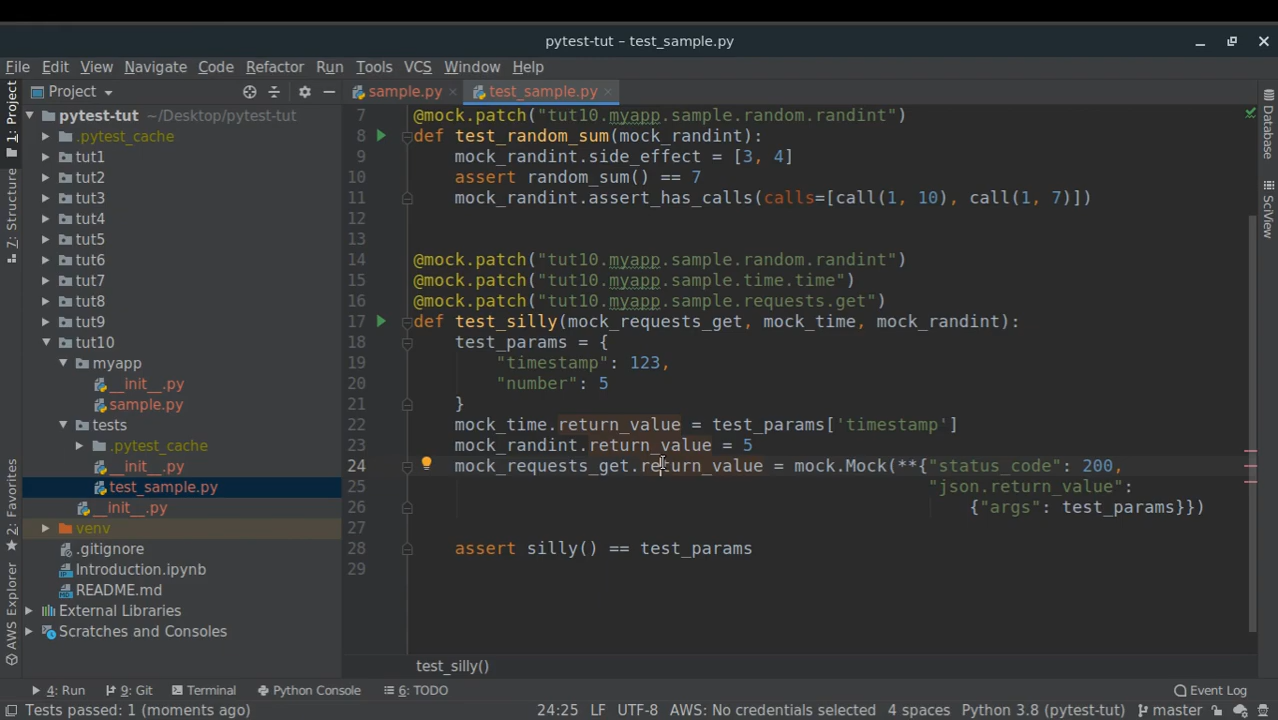 pytest-tut – test_sample.py
File Edit View Navigate Code Refactor Run Tools VCS Window Help
Project
sample.py
test_sample.py
1: Project
7: Structure
2: Favorites
AWS Explorer
pytest-tut ~/Desktop/pytest-tut
.pytest_cache
tut1
tut2
tut3
tut4
tut5
tut6
tut7
tut8
tut9
tut10
myapp
__init__.py
sample.py
tests
.pytest_cache
__init__.py
test_sample.py
__init__.py
venv
.gitignore
Introduction.ipynb
README.md
External Libraries
Scratches and Consoles
7 @mock.patch("tut10.myapp.sample.random.randint")
8 def test_random_sum(mock_randint):
9 mock_randint.side_effect = [3, 4]
10 assert random_sum() == 7
11 mock_randint.assert_has_calls(calls=[call(1, 10), call(1, 7)])
12
13
14 @mock.patch("tut10.myapp.sample.random.randint")
15 @mock.patch("tut10.myapp.sample.time.time")
16 @mock.patch("tut10.myapp.sample.requests.get")
17 def test_silly(mock_requests_get, mock_time, mock_randint):
18 test_params = {
19 "timestamp": 123,
20 "number": 5
21 }
22 mock_time.return_value = test_params['timestamp']
23 mock_randint.return_value = 5
24 mock_requests_get.return_value = mock.Mock(**{"status_code": 200,
25 "json.return_value":
26 {"args": test_params}})
27
28 assert silly() == test_params
29
test_silly()
Database
SciView
4: Run 9: Git Terminal Python Console 6: TODO Event Log
Tests passed: 1 (moments ago) 24:25 LF UTF-8 AWS: No credentials selected 4 spaces Python 3.8 (pytest-tut) master